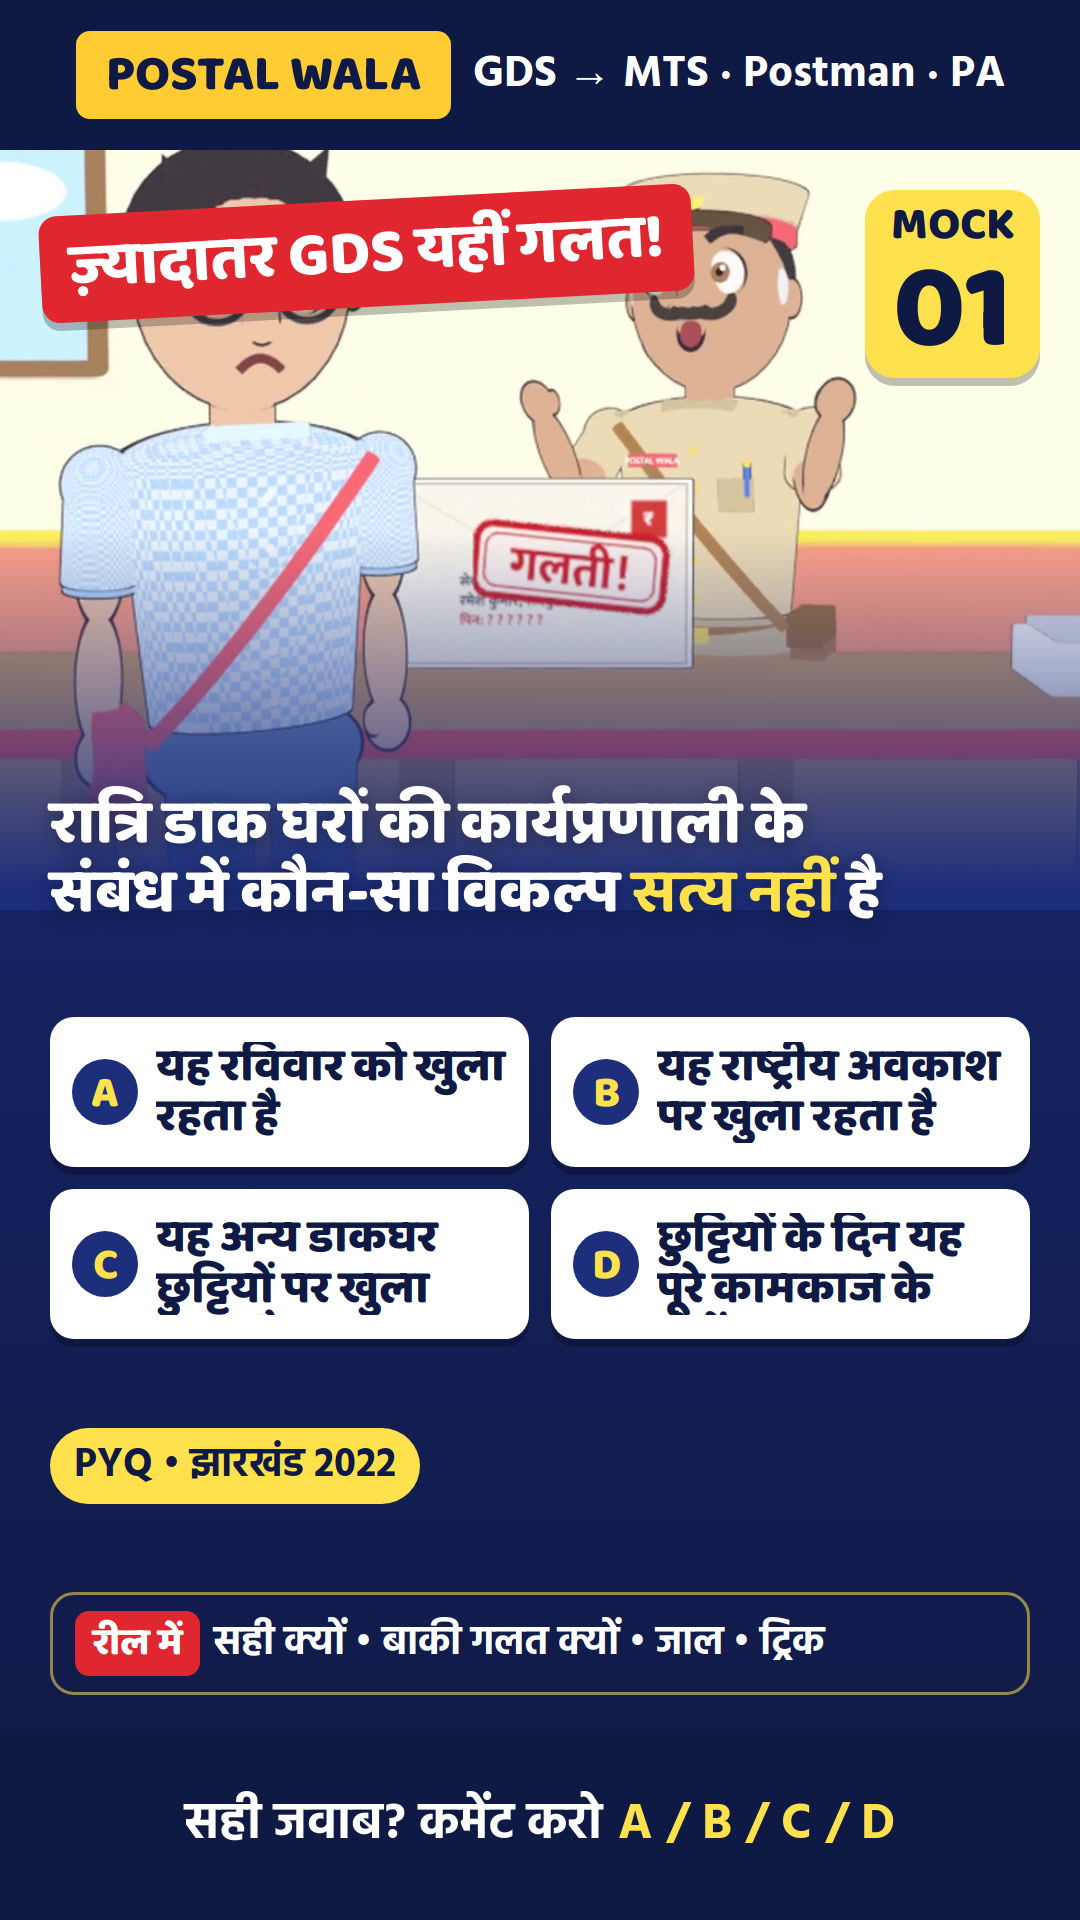 POSTAL WALA GDS → MTS • Postman • PA
ज़्यादातर GDS यहीं गलत!
MOCK
01
POSTAL WALA
₹
गलती!
पिन: ? ? ? ? ? ?
रात्रि डाक घरों की कार्यप्रणाली के
संबंध में कौन-सा विकल्प सत्य नहीं है
A यह रविवार को खुला
रहता है
B यह राष्ट्रीय अवकाश
पर खुला रहता है
C यह अन्य डाकघर
छुट्टियों पर खुला
D छुट्टियों के दिन यह
पूरे कामकाज के
PYQ • झारखंड 2022
रील में सही क्यों • बाकी गलत क्यों • जाल • ट्रिक
सही जवाब? कमेंट करो A / B / C / D